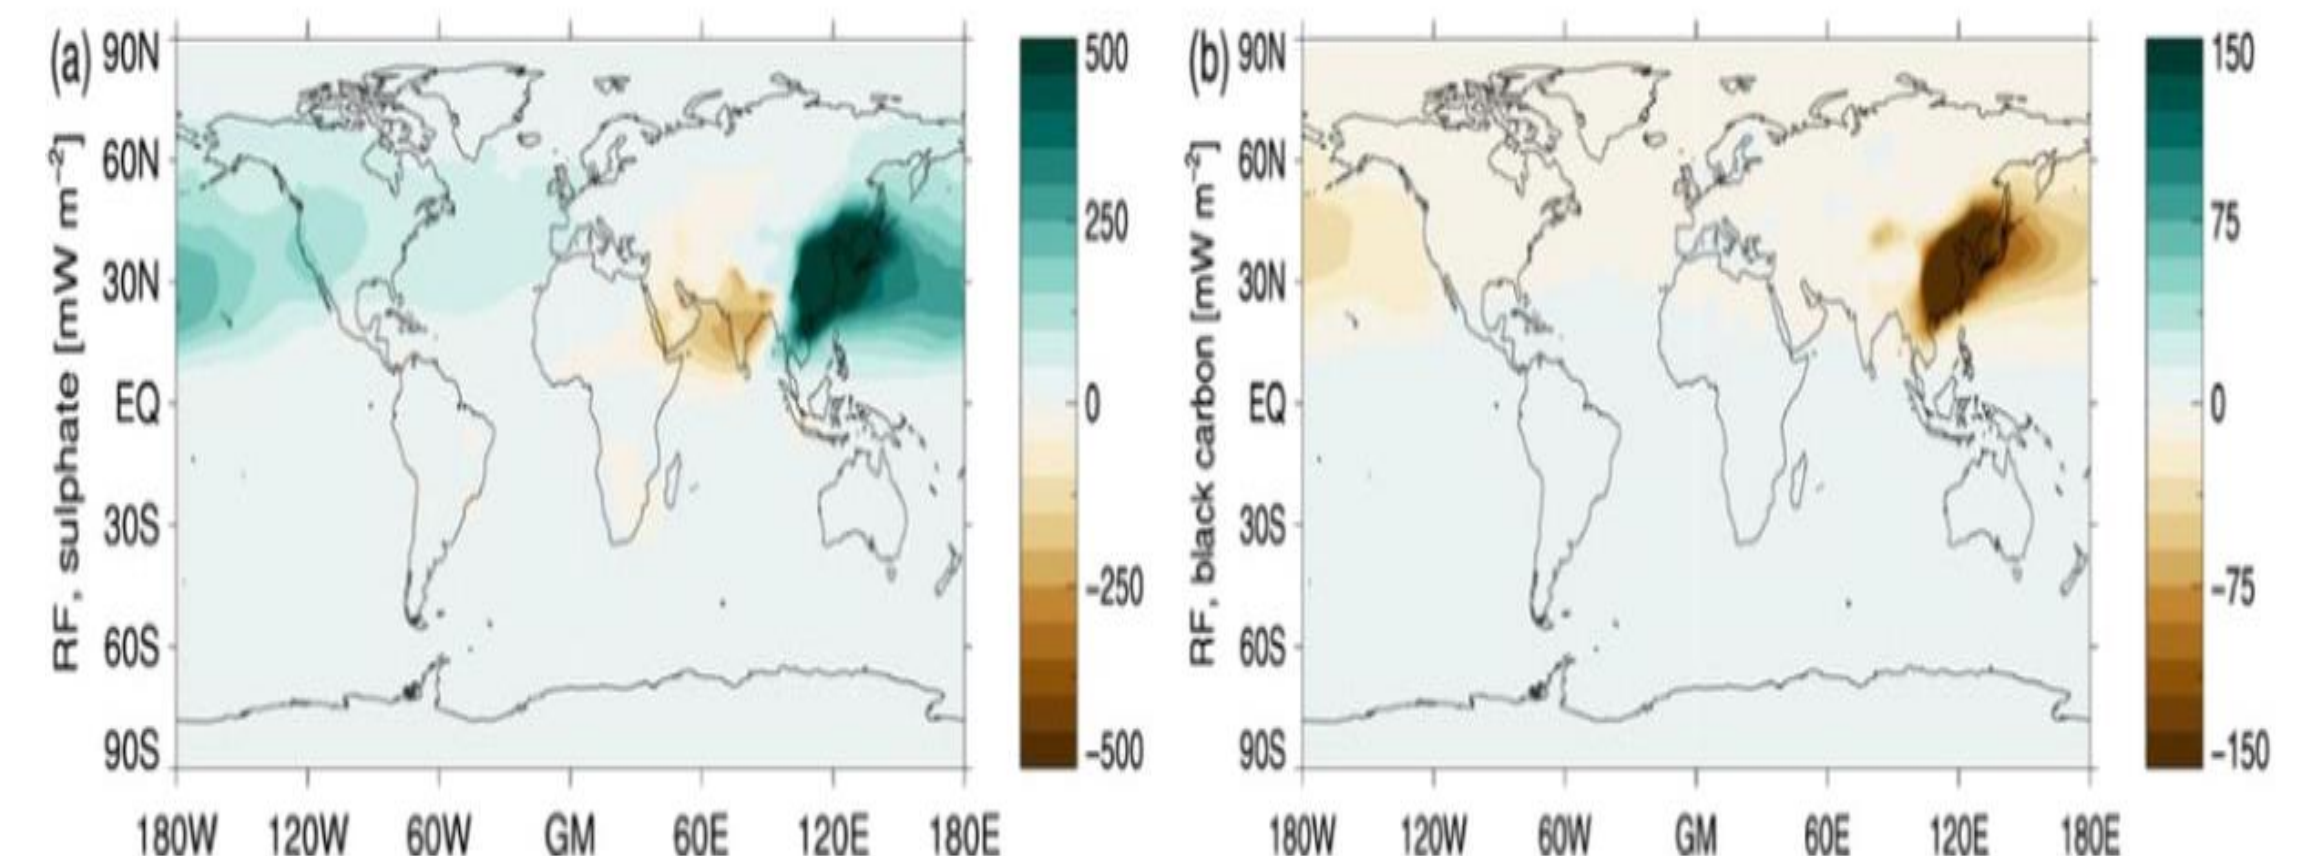 (a)
RF, sulphate [mW m⁻²]
90N
60N
30N
EQ
30S
60S
90S
180W 120W 60W GM 60E 120E 180E
500
250
0
−250
−500
(b)
RF, black carbon [mW m⁻²]
90N
60N
30N
EQ
30S
60S
90S
180W 120W 60W GM 60E 120E 180E
150
75
0
−75
−150